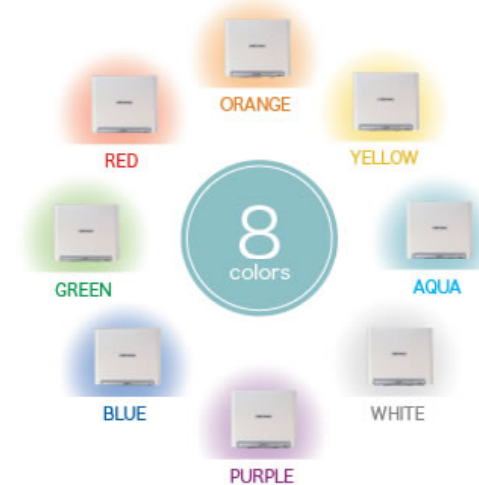 ORANGE
RED
YELLOW
8
colors
GREEN
AQUA
BLUE
WHITE
PURPLE